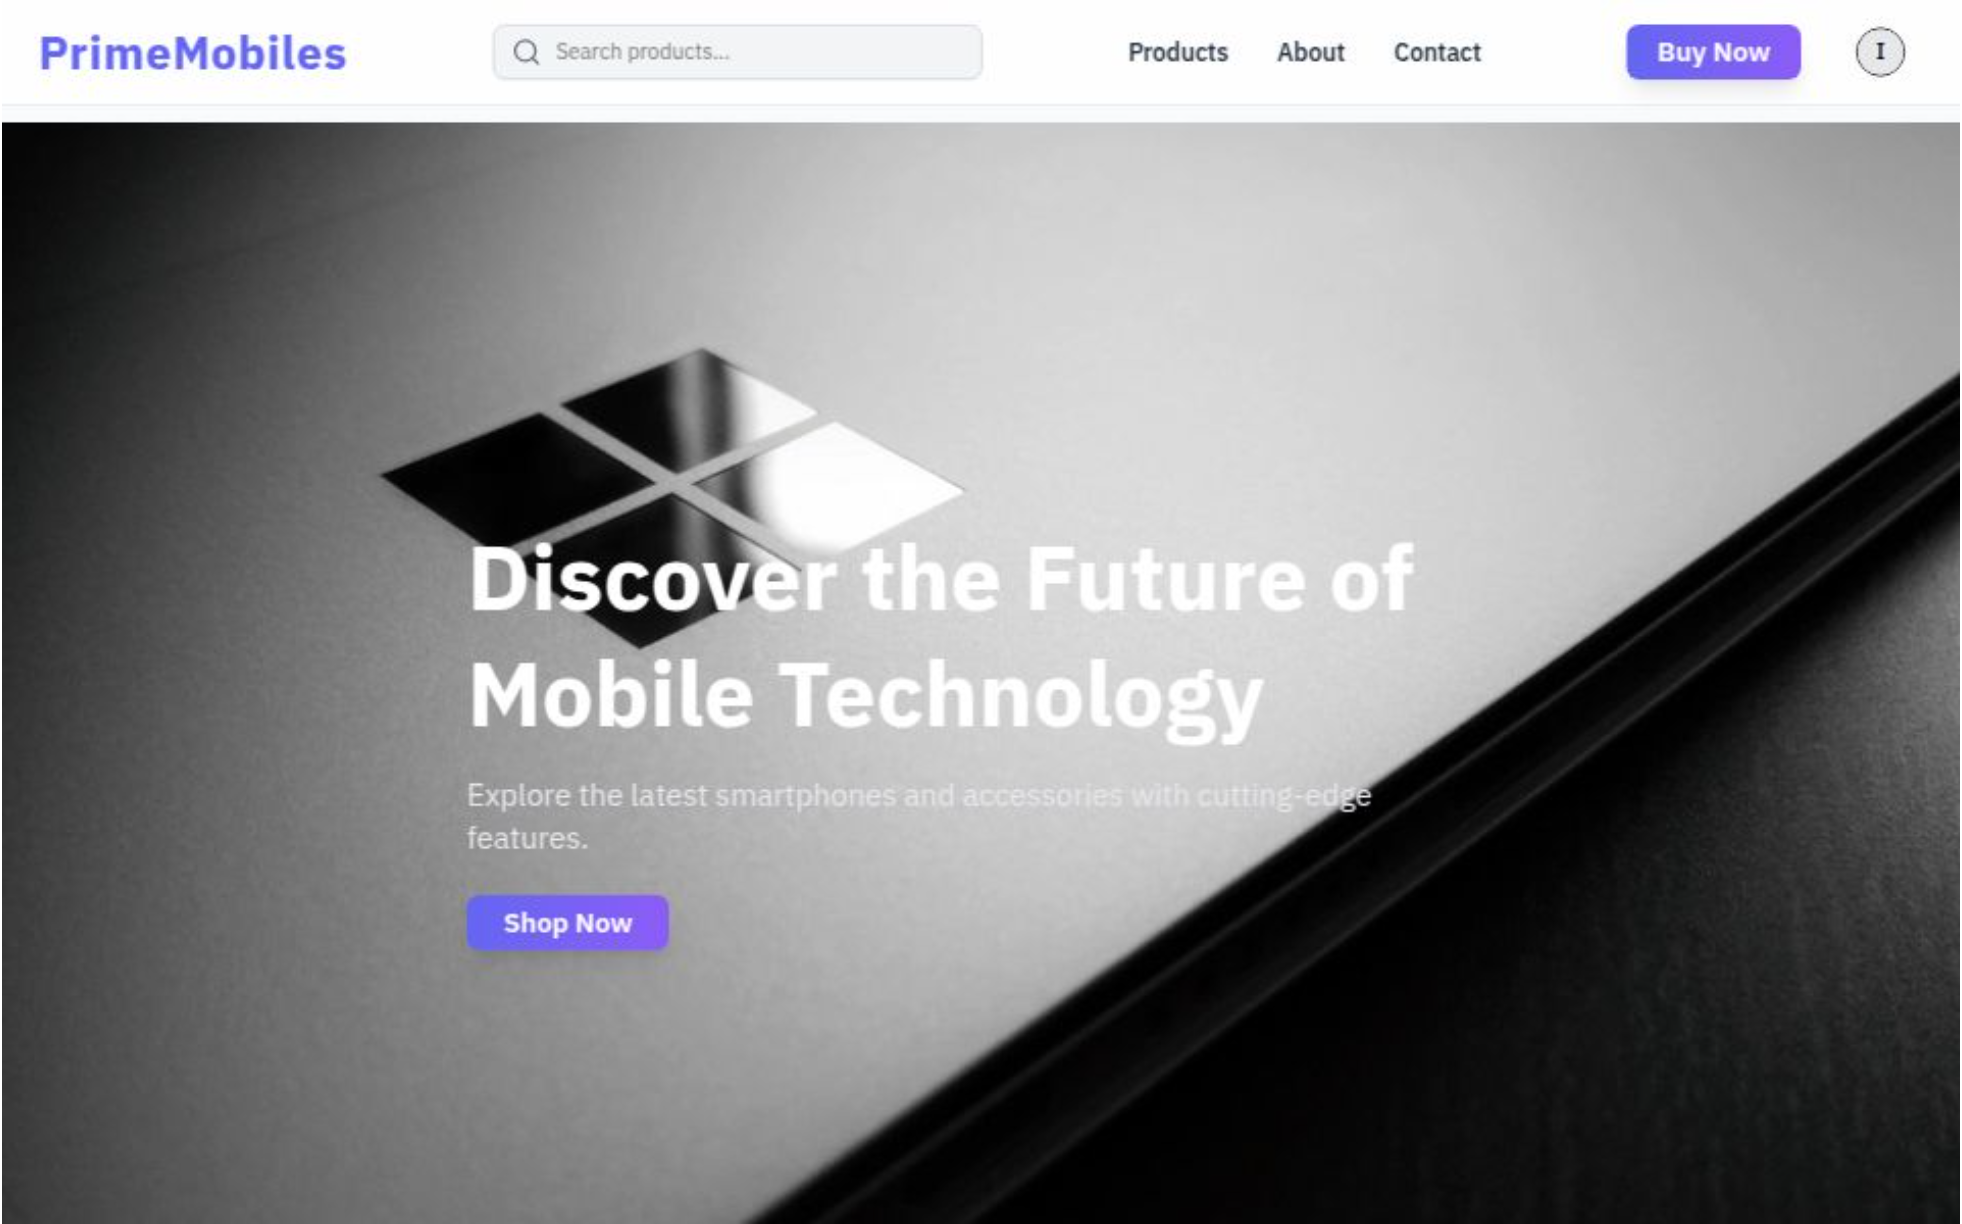 PrimeMobiles
Search products...
Products
About
Contact
Buy Now
I
Discover the Future of
Mobile Technology
Explore the latest smartphones and accessories with cutting-edge
features.
Shop Now